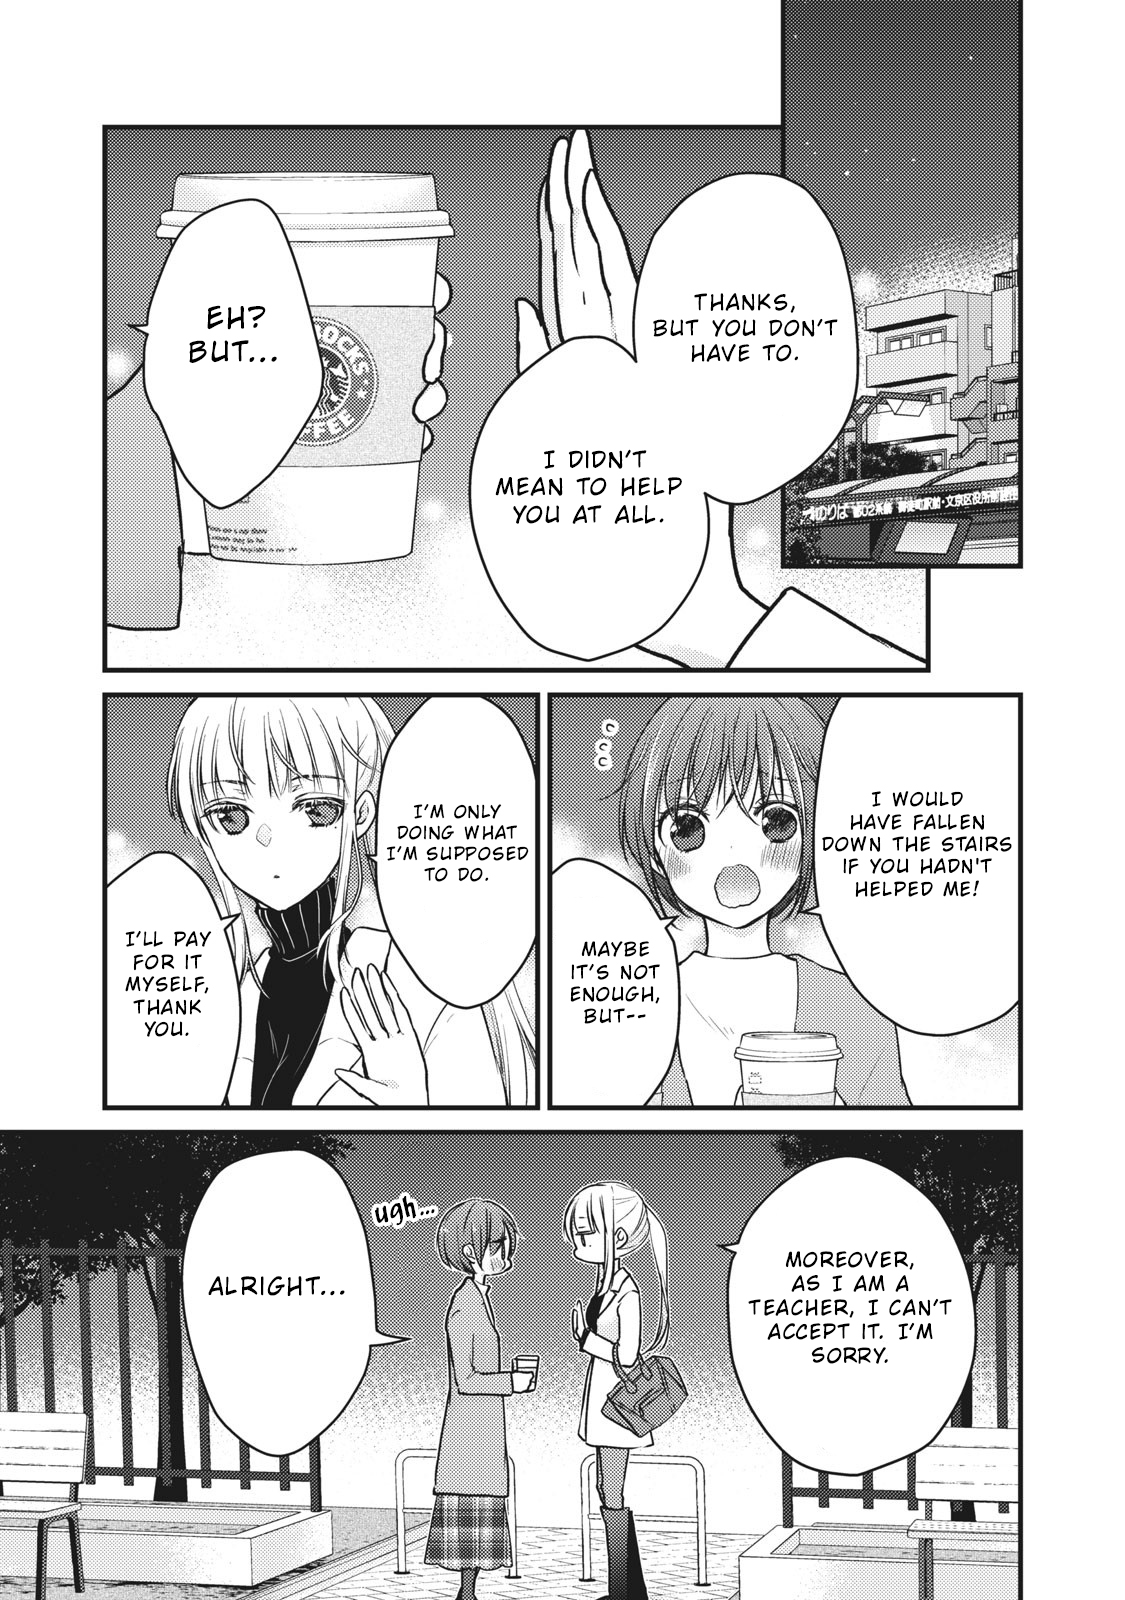 THANKS,
BUT YOU DON'T
HAVE TO.
I DIDN'T
MEAN TO HELP
YOU AT ALL.
EH?
BUT...
OCKS
FFEE
I WOULD
HAVE FALLEN
DOWN THE STAIRS
IF YOU HADN'T
HELPED ME!
MAYBE
IT'S NOT
ENOUGH,
BUT--
I'M ONLY
DOING WHAT
I'M SUPPOSED
TO DO.
I'LL PAY
FOR IT
MYSELF,
THANK
YOU.
MOREOVER,
AS I AM A
TEACHER, I CAN'T
ACCEPT IT. I'M
SORRY.
ugh...
ALRIGHT...